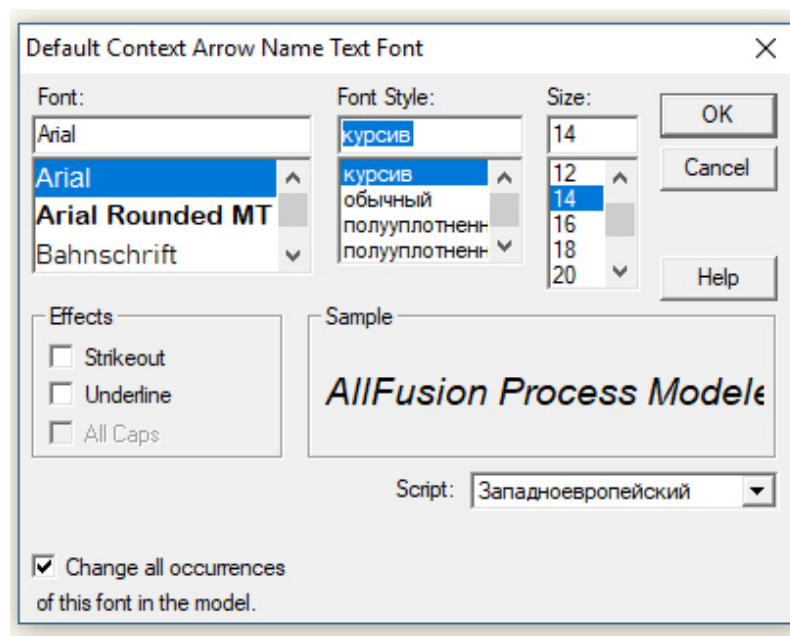 Default Context Arrow Name Text Font
Font: Font Style: Size:
Arial курсив 14 OK
Arial курсив 12 Cancel
Arial Rounded MT обычный 14
Bahnschrift полууплотненн 16
полууплотненн 18
20 Help
Effects Sample
Strikeout
Underline
All Caps
AllFusion Process Modele
Script: Западноевропейский
Change all occurrences
of this font in the model.